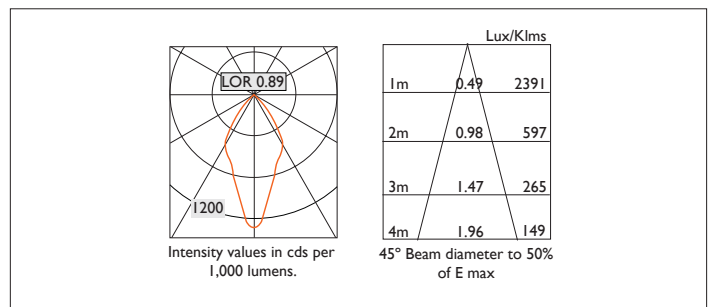 LOR 0.89
1200
Intensity values in cds per
1,000 lumens.
Lux/Klms
1m 0.49 2391
2m 0.98 597
3m 1.47 265
4m 1.96 149
45º Beam diameter to 50%
of E max